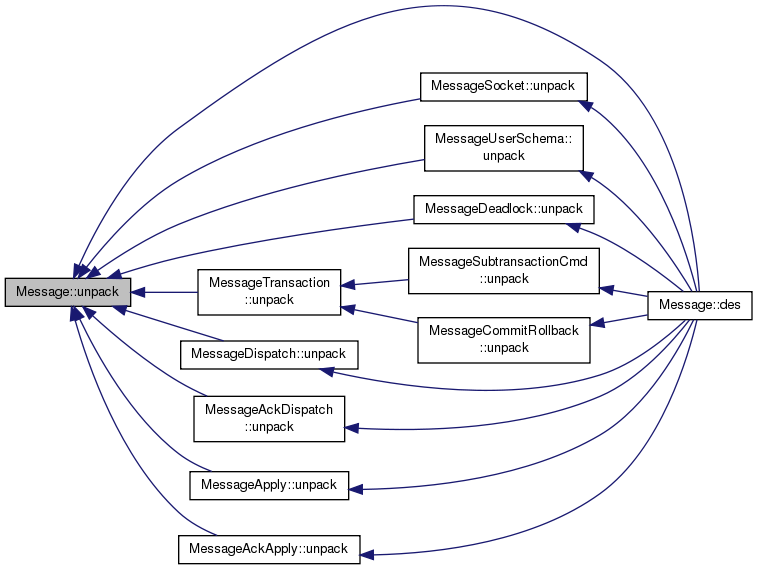 MessageSocket::unpack
MessageUserSchema::
unpack
MessageDeadlock::unpack
MessageSubtransactionCmd
::unpack
MessageTransaction
::unpack
Message::unpack
Message::des
MessageCommitRollback
::unpack
MessageDispatch::unpack
MessageAckDispatch
::unpack
MessageApply::unpack
MessageAckApply::unpack